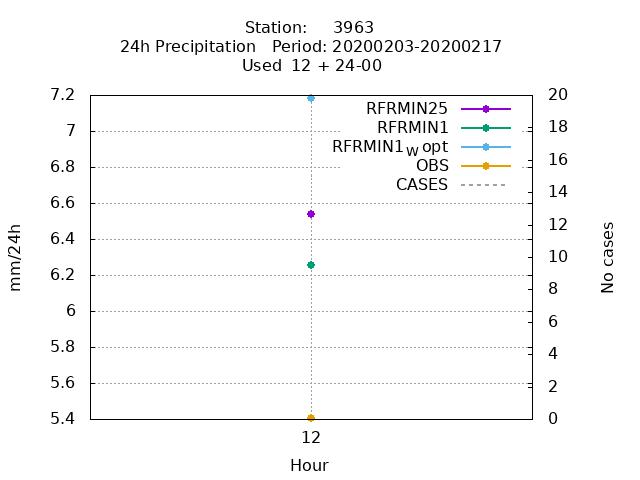 Station: 3963
24h Precipitation Period: 20200203-20200217
Used 12 + 24-00
7.2
7
6.8
6.6
6.4
6.2
6
5.8
5.6
5.4
mm/24h
RFRMIN25
RFRMIN1
RFRMIN1W opt
OBS
CASES
20
18
16
14
12
10
8
6
4
2
0
No cases
12
Hour